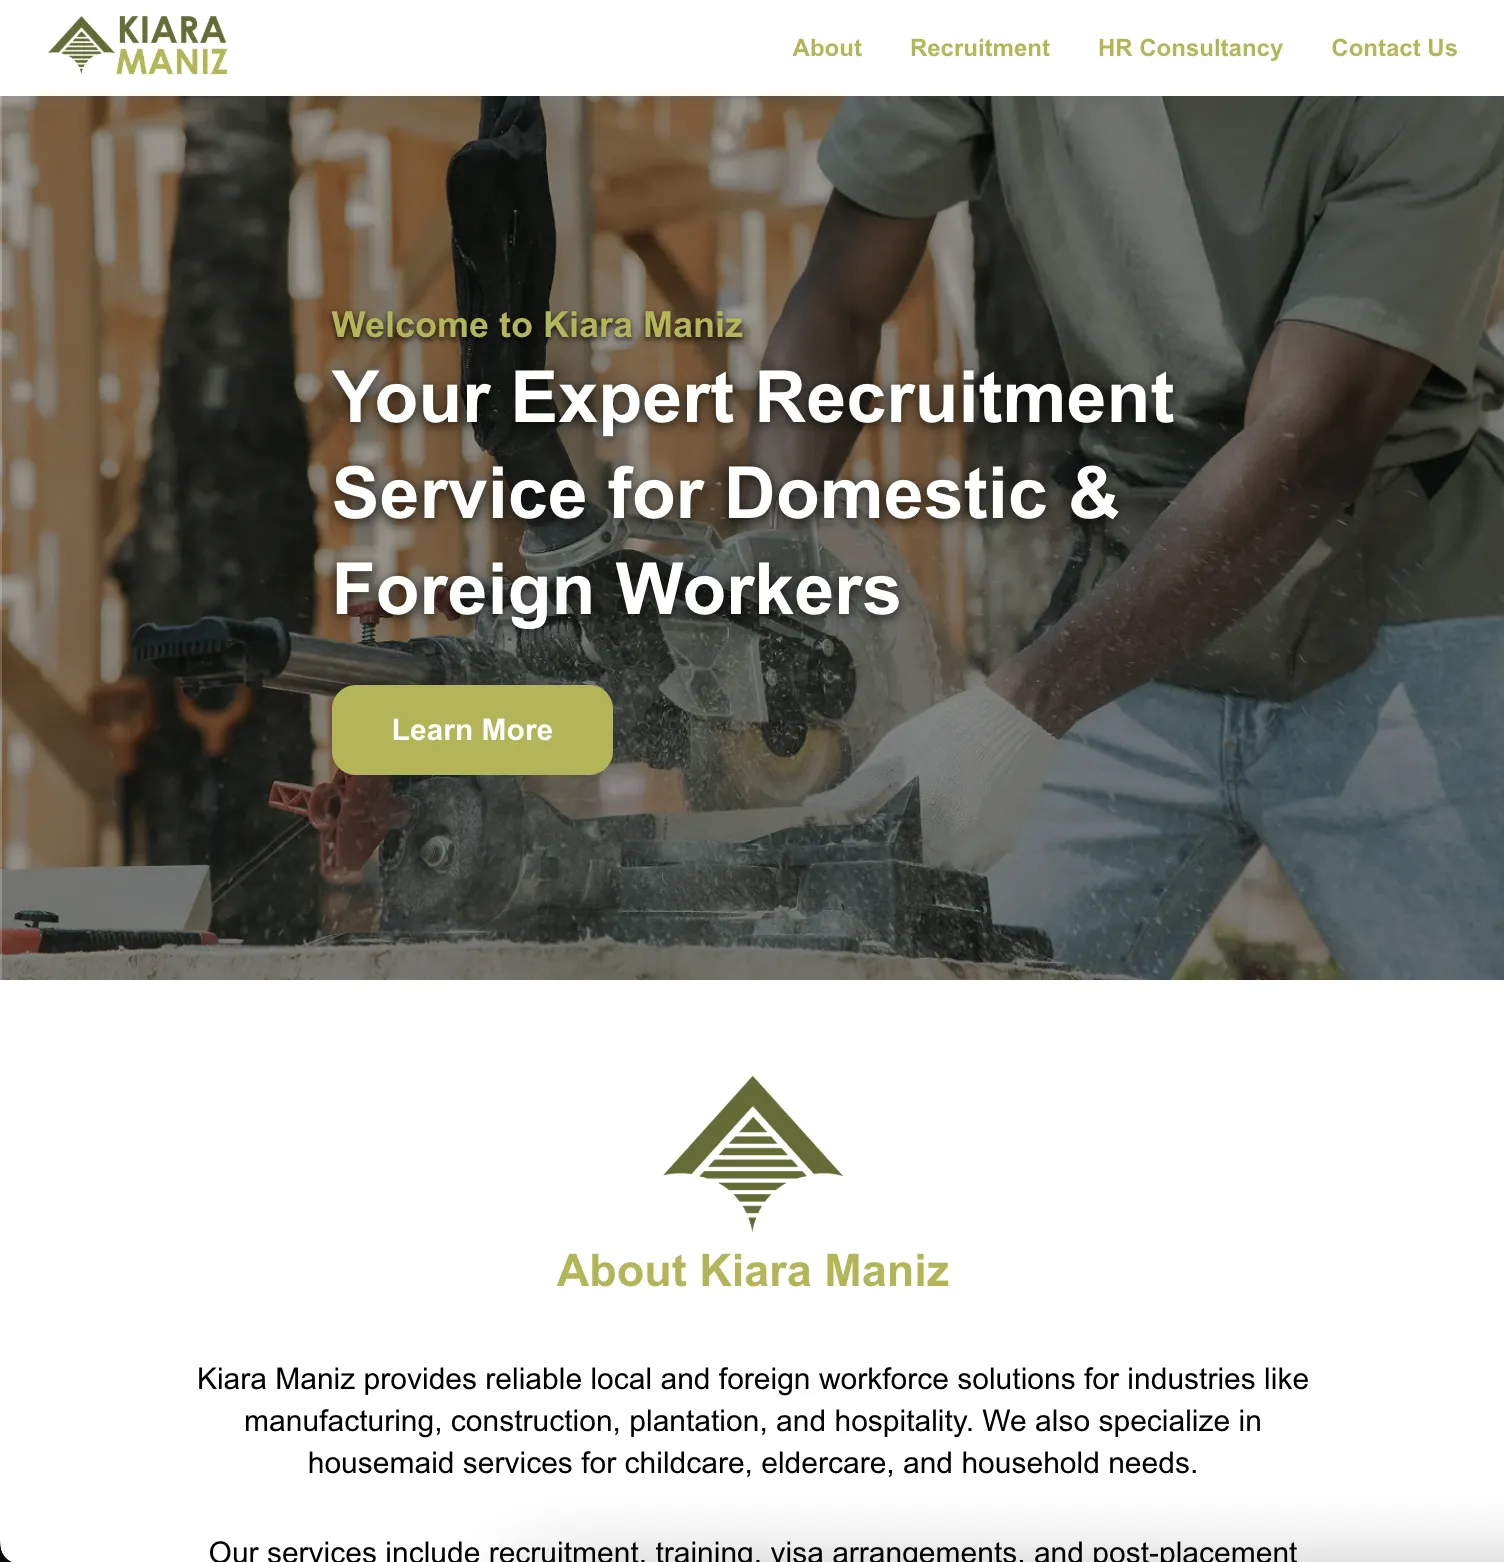 KIARA
MANIZ
About
Recruitment
HR Consultancy
Contact Us
Welcome to Kiara Maniz
Your Expert Recruitment
Service for Domestic &
Foreign Workers
Learn More
About Kiara Maniz
Kiara Maniz provides reliable local and foreign workforce solutions for industries like
manufacturing, construction, plantation, and hospitality. We also specialize in
housemaid services for childcare, eldercare, and household needs.
Our services include recruitment, training, visa arrangements, and post-placement